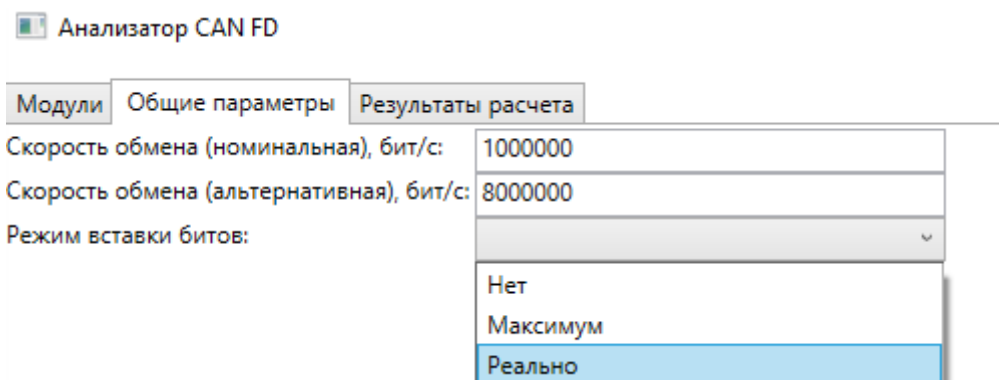 Анализатор CAN FD
Модули Общие параметры Результаты расчета
Скорость обмена (номинальная), бит/с: 1000000
Скорость обмена (альтернативная), бит/с: 8000000
Режим вставки битов:
Нет
Максимум
Реально